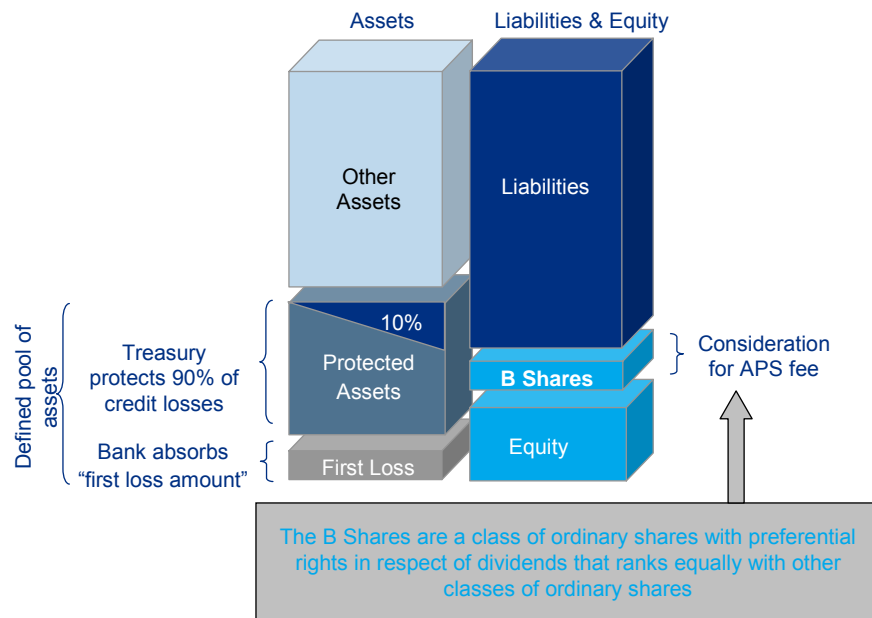 Assets
Liabilities & Equity
Other
Assets
Liabilities
10%
Protected
Assets
First Loss
B Shares
Equity
Defined pool of
assets
Treasury
protects 90% of
credit losses
Bank absorbs
“first loss amount”
Consideration
for APS fee
The B Shares are a class of ordinary shares with preferential
rights in respect of dividends that ranks equally with other
classes of ordinary shares